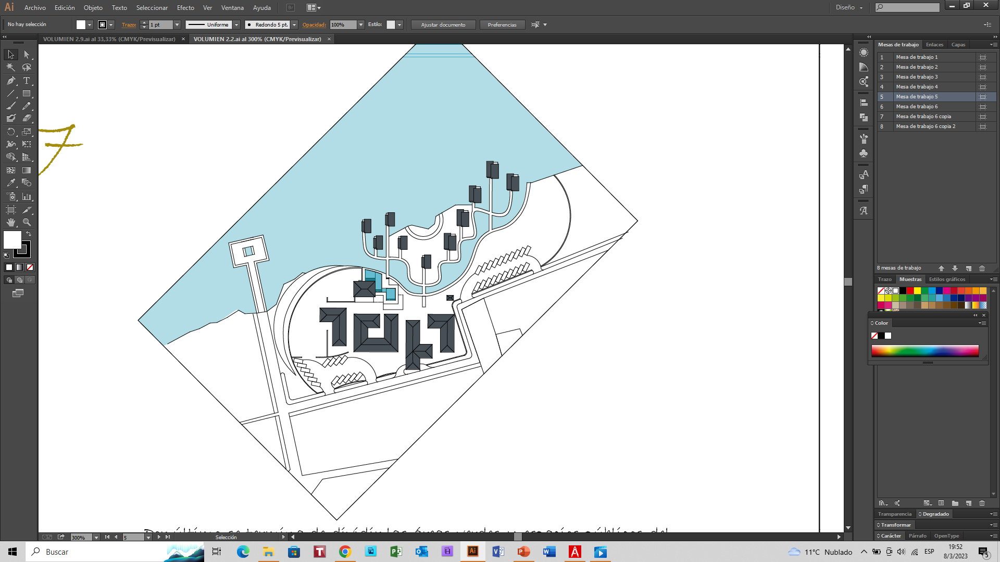 Ai Archivo Edición Objeto Texto Seleccionar Efecto Ver Ventana Ayuda Br Diseño
No hay selección Trazo: 1 pt Uniforme Redondo 5 pt. Opacidad: 100% Estilo: Ajustar documento Preferencias
VOLUMIEN 2.9.ai al 33,33% (CMYK/Previsualizar) × VOLUMIEN 2.2.ai al 300% (CMYK/Previsualizar) ×
Mesas de trabajo Enlaces Capas
1 Mesa de trabajo 1
2 Mesa de trabajo 2
3 Mesa de trabajo 3
4 Mesa de trabajo 4
5 Mesa de trabajo 5
6 Mesa de trabajo 6
7 Mesa de trabajo 6 copia
8 Mesa de trabajo 6 copia 2
7
8 mesas de trabajo
Trazo Muestras Estilos gráficos
Color
Transparencia Degradado
Transformar
Carácter Párrafo OpenType
300% 5 Selección
Buscar
11°C Nublado ESP 19:52
8/3/2023 5